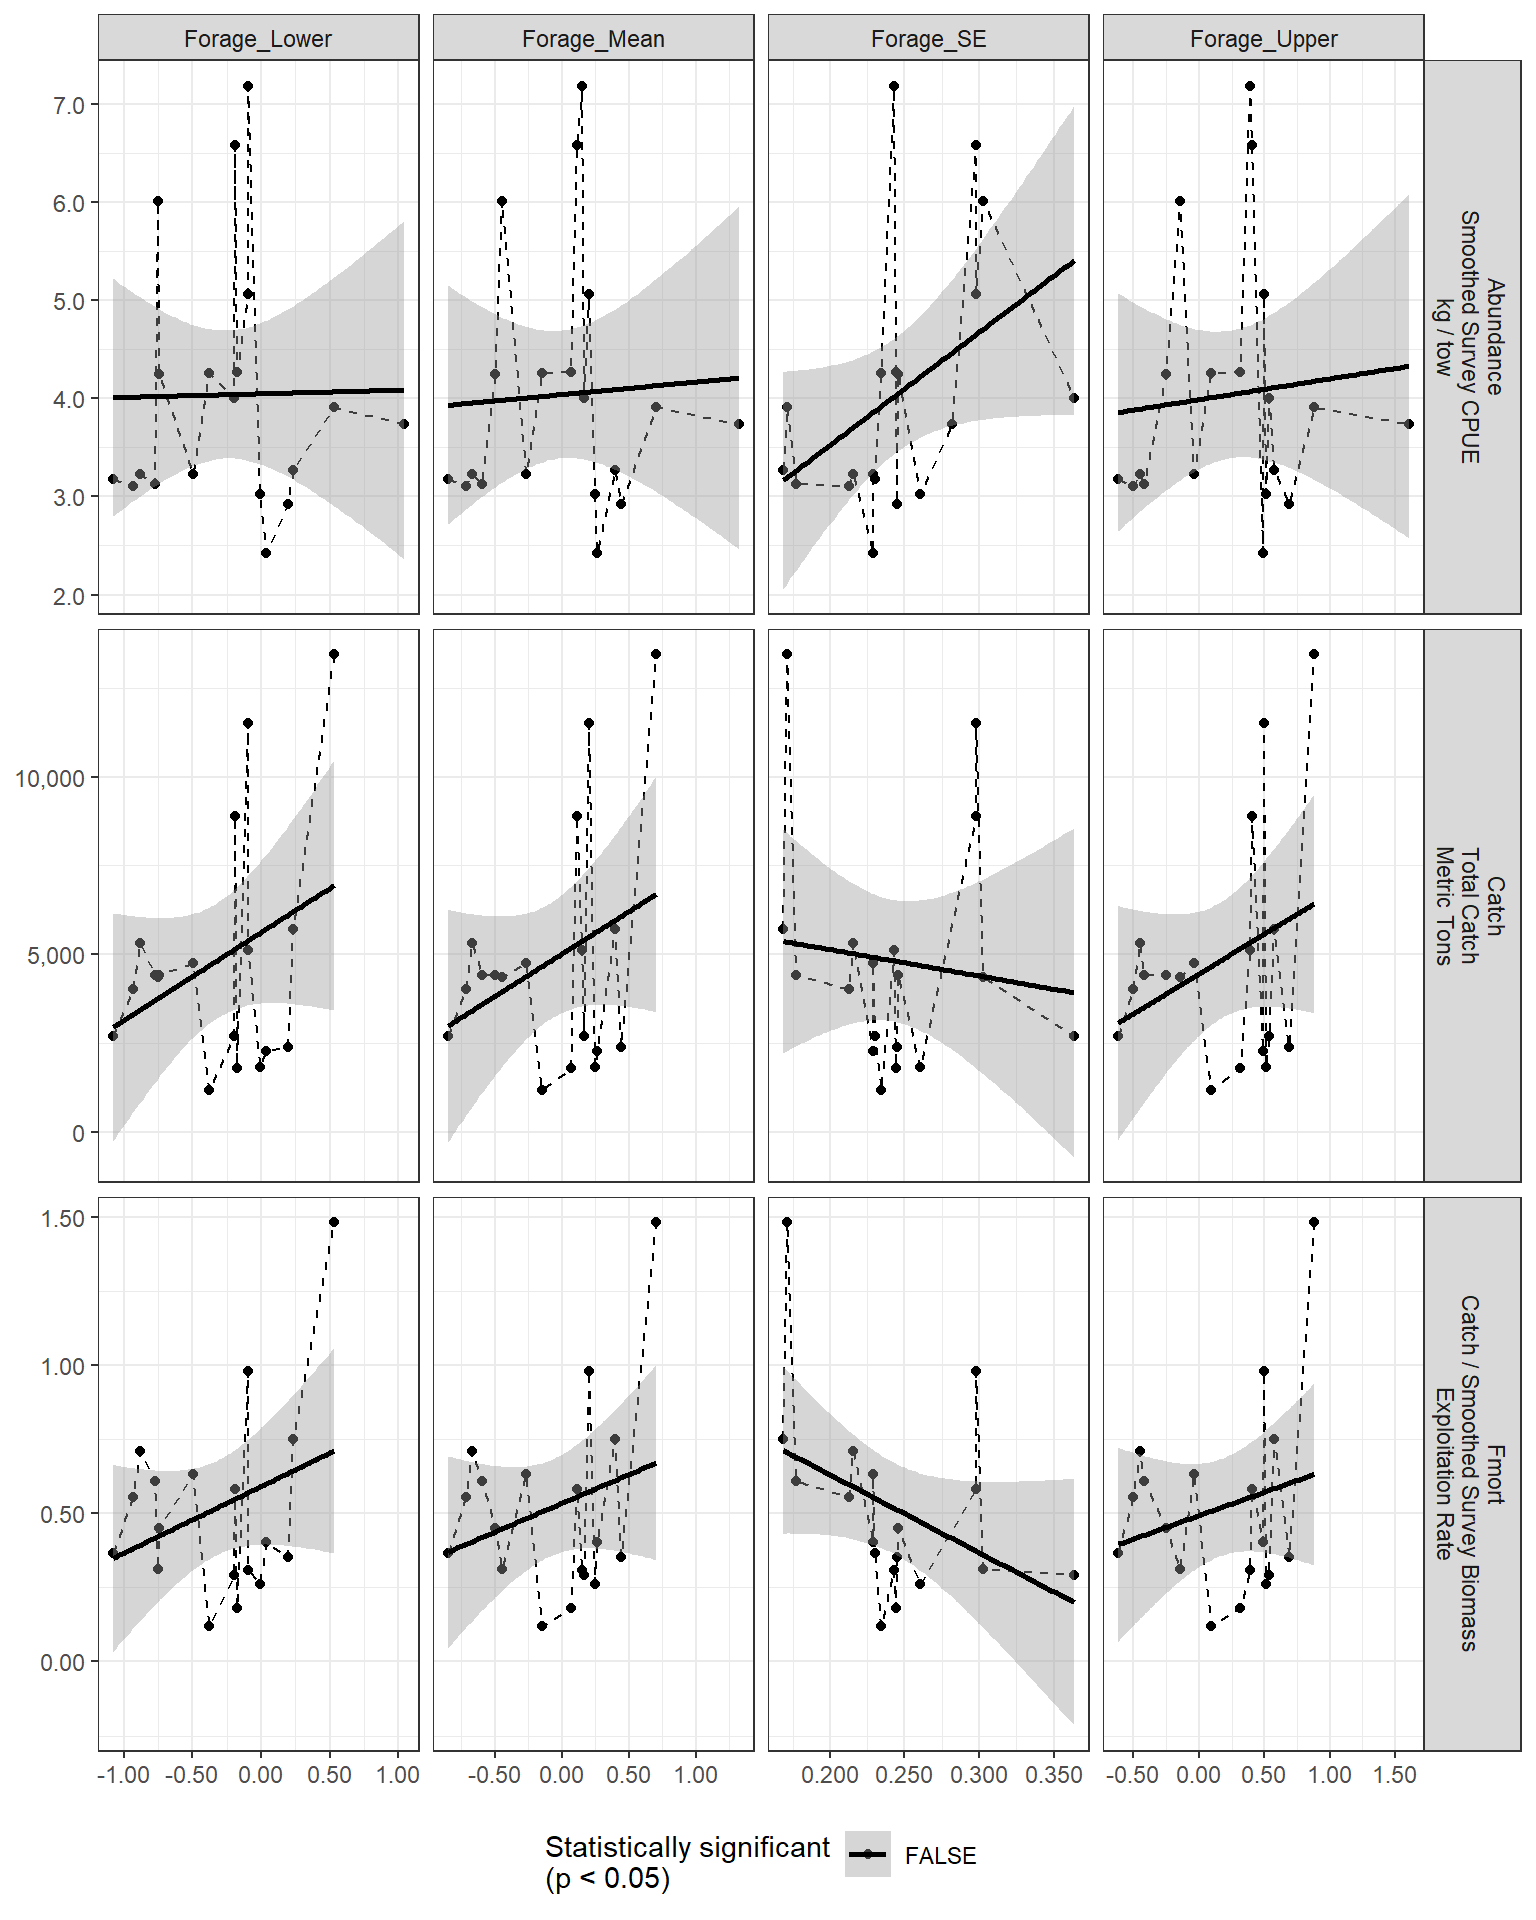 Forage_Lower
Forage_Mean
Forage_SE
Forage_Upper
7.0
6.0
5.0
4.0
3.0
2.0
Abundance
Smoothed Survey CPUE
kg / tow
10,000
5,000
0
Catch
Total Catch
Metric Tons
1.50
1.00
0.50
0.00
Fmort
Catch / Smoothed Survey Biomass
Exploitation Rate
-1.00 -0.50 0.00 0.50 1.00
-0.50 0.00 0.50 1.00
0.200 0.250 0.300 0.350
-0.50 0.00 0.50 1.00 1.50
Statistically significant
(p < 0.05)
FALSE